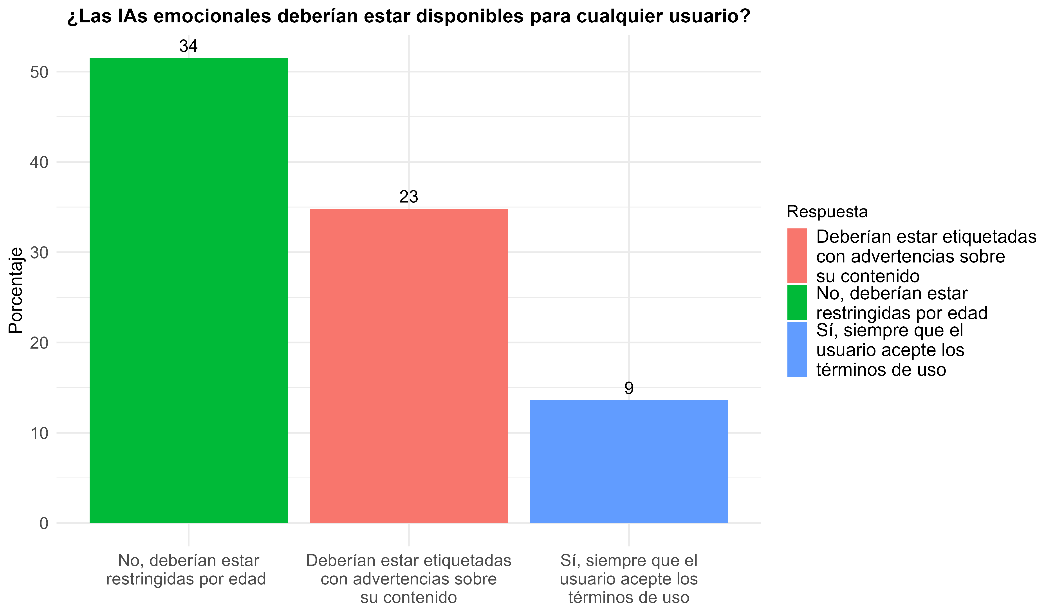 ¿Las IAs emocionales deberían estar disponibles para cualquier usuario?
34
23
9
50
40
30
20
10
0
Porcentaje
No, deberían estar
restringidas por edad
Deberían estar etiquetadas
con advertencias sobre
su contenido
Sí, siempre que el
usuario acepte los
términos de uso
Respuesta
Deberían estar etiquetadas
con advertencias sobre
su contenido
No, deberían estar
restringidas por edad
Sí, siempre que el
usuario acepte los
términos de uso